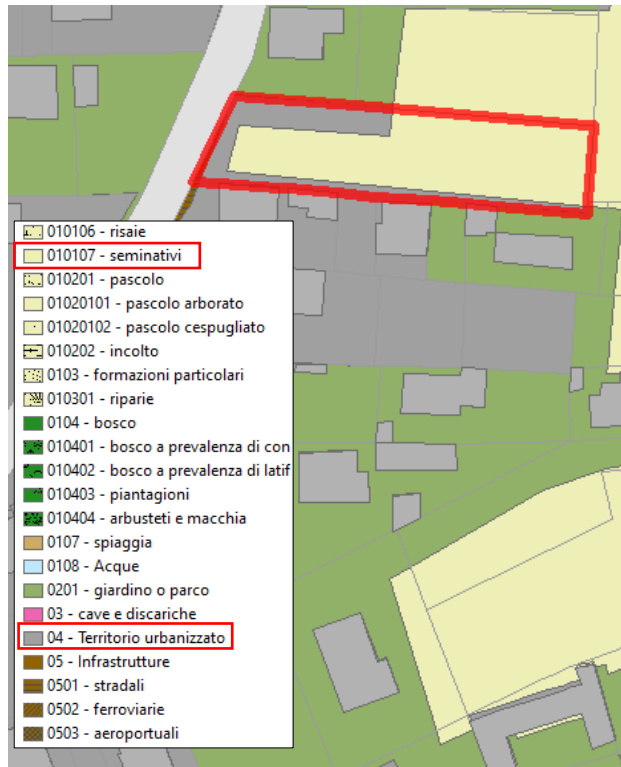 010106 - risaie
010107 - seminativi
010201 - pascolo
01020101 - pascolo arborato
01020102 - pascolo cespugliato
010202 - incolto
0103 - formazioni particolari
010301 - riparie
0104 - bosco
010401 - bosco a prevalenza di con
010402 - bosco a prevalenza di latif
010403 - piantagioni
010404 - arbusteti e macchia
0107 - spiaggia
0108 - Acque
0201 - giardino o parco
03 - cave e discariche
04 - Territorio urbanizzato
05 - Infrastrutture
0501 - stradali
0502 - ferroviarie
0503 - aeroportuali